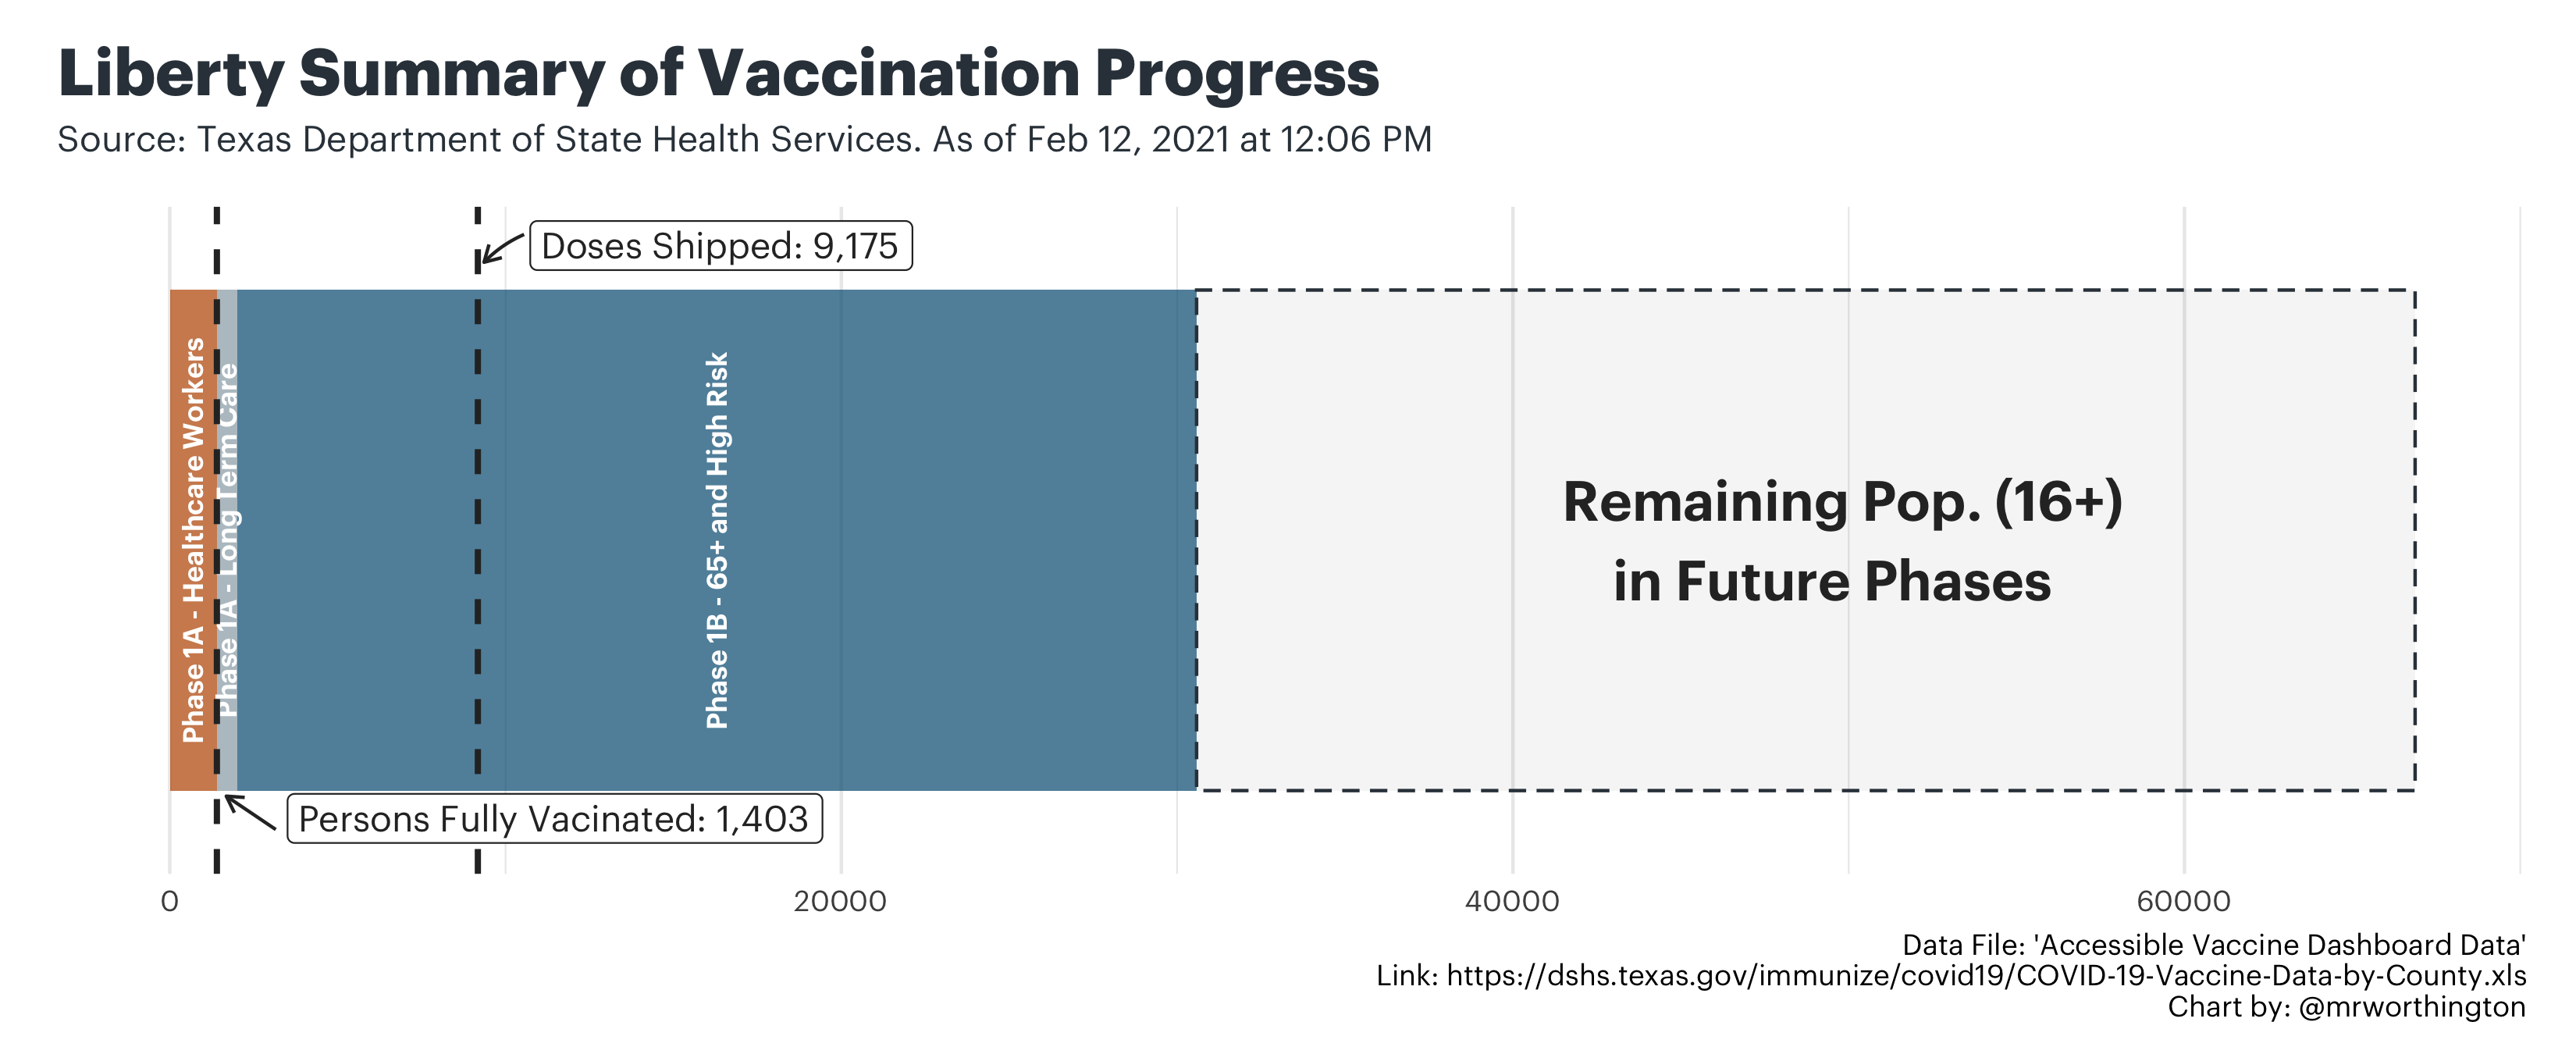 Liberty Summary of Vaccination Progress
Source: Texas Department of State Health Services. As of Feb 12, 2021 at 12:06 PM
Doses Shipped: 9,175
Phase 1A - Healthcare Workers
Phase 1A - Long Term Care
Phase 1B - 65+ and High Risk
Remaining Pop. (16+)
in Future Phases
Persons Fully Vacinated: 1,403
0
20000
40000
60000
Data File: 'Accessible Vaccine Dashboard Data'
Link: https://dshs.texas.gov/immunize/covid19/COVID-19-Vaccine-Data-by-County.xls
Chart by: @mrworthington